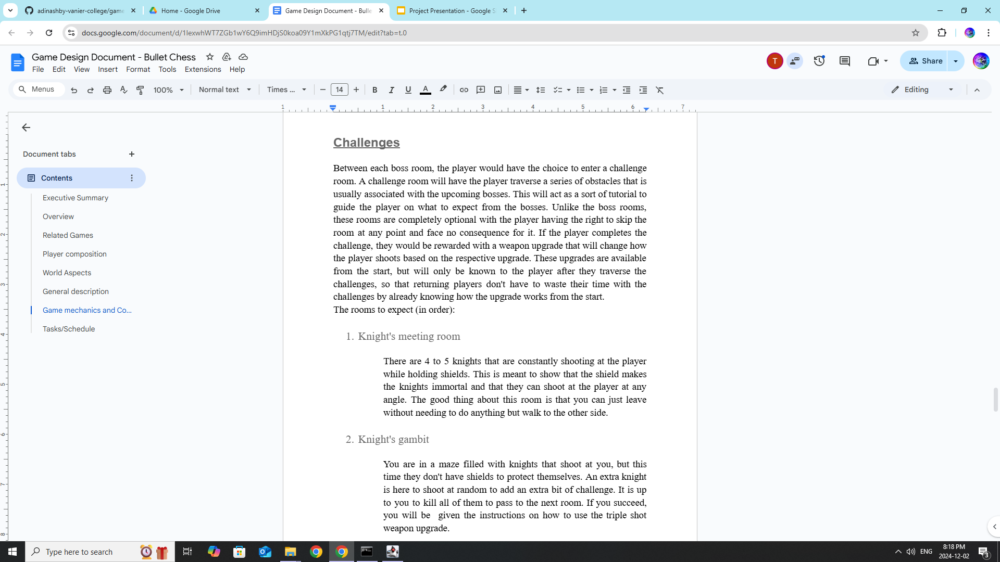 adinashby-vanier-college/game
Home - Google Drive
Game Design Document - Bulle
Project Presentation - Google S
docs.google.com/document/d/1lexwhWT7ZGb1wY6Q9imHDjS0koa09Y1mXkPG1qtj7TM/edit?tab=t.0
Game Design Document - Bullet Chess
T
Share
File Edit View Insert Format Tools Extensions Help
Menus 100% Normal text Times ... 14 B I U A Editing
1 1 2 3 4 5 6 7
Document tabs
Contents
Executive Summary
Overview
Related Games
Player composition
World Aspects
General description
Game mechanics and Co...
Tasks/Schedule
1
2
3
4
5
6
7
8
Challenges
Between each boss room, the player would have the choice to enter a challenge
room. A challenge room will have the player traverse a series of obstacles that is
usually associated with the upcoming bosses. This will act as a sort of tutorial to
guide the player on what to expect from the bosses. Unlike the boss rooms,
these rooms are completely optional with the player having the right to skip the
room at any point and face no consequence for it. If the player completes the
challenge, they would be rewarded with a weapon upgrade that will change how
the player shoots based on the respective upgrade. These upgrades are available
from the start, but will only be known to the player after they traverse the
challenges, so that returning players don't have to waste their time with the
challenges by already knowing how the upgrade works from the start.
The rooms to expect (in order):
1. Knight's meeting room
There are 4 to 5 knights that are constantly shooting at the player
while holding shields. This is meant to show that the shield makes
the knights immortal and that they can shoot at the player at any
angle. The good thing about this room is that you can just leave
without needing to do anything but walk to the other side.
2. Knight's gambit
You are in a maze filled with knights that shoot at you, but this
time they don't have shields to protect themselves. An extra knight
is here to shoot at random to add an extra bit of challenge. It is up
to you to kill all of them to pass to the next room. If you succeed,
you will be given the instructions on how to use the triple shot
weapon upgrade.
Type here to search
ENG
8:18 PM
2024-12-02
3